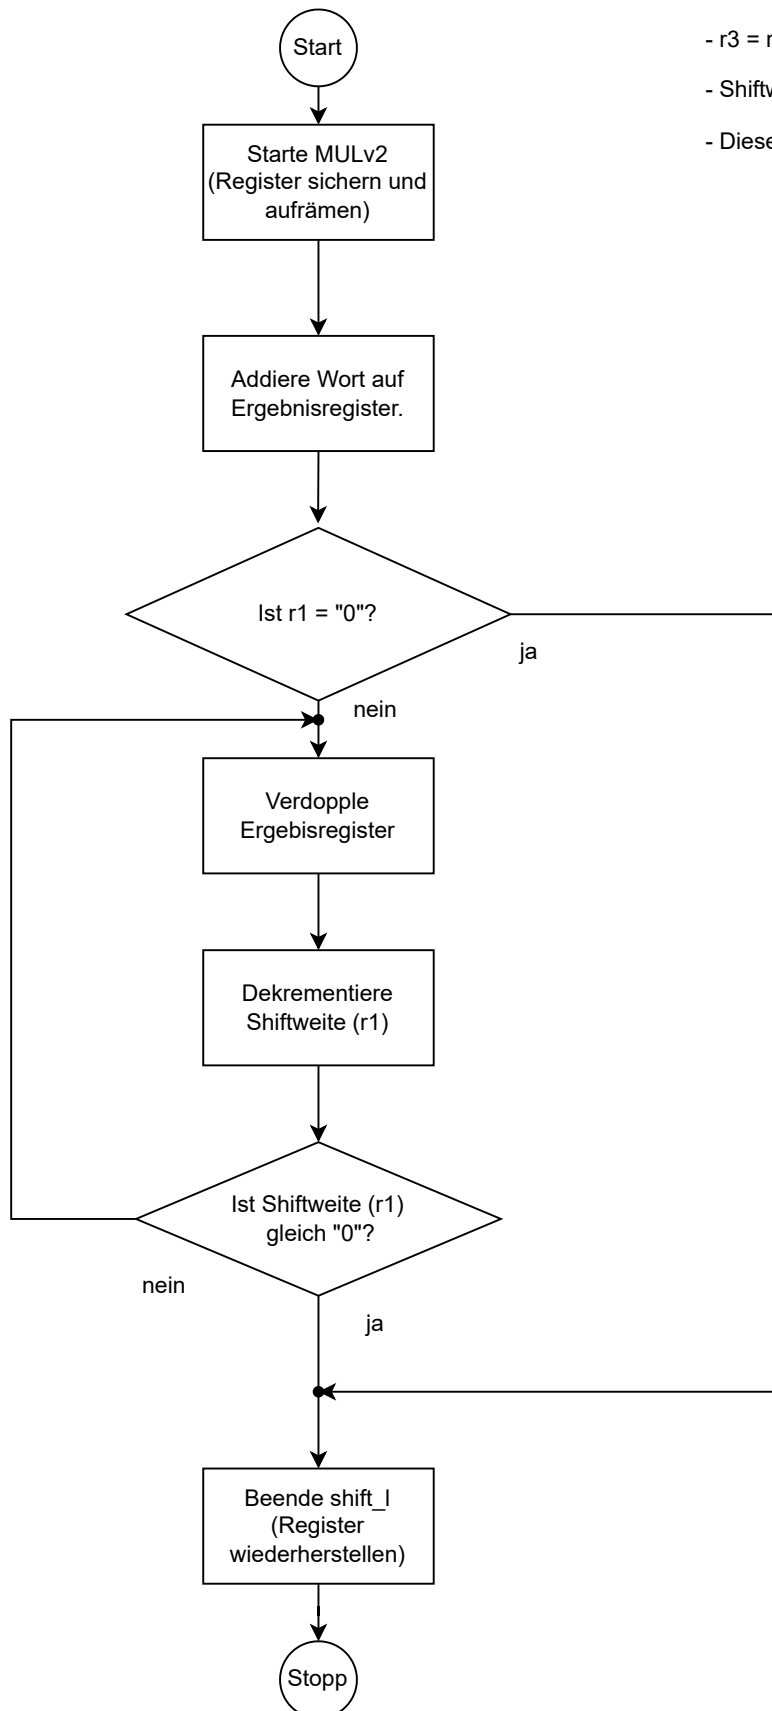 Start
- r3 = r
- Shiftw
- Diese
Starte MULv2
(Register sichern und
aufrämen)
Addiere Wort auf
Ergebnisregister.
Ist r1 = "0"?
ja
nein
Verdopple
Ergebisregister
Dekrementiere
Shiftweite (r1)
Ist Shiftweite (r1)
gleich "0"?
nein
ja
Beende shift_l
(Register
wiederherstellen)
Stopp